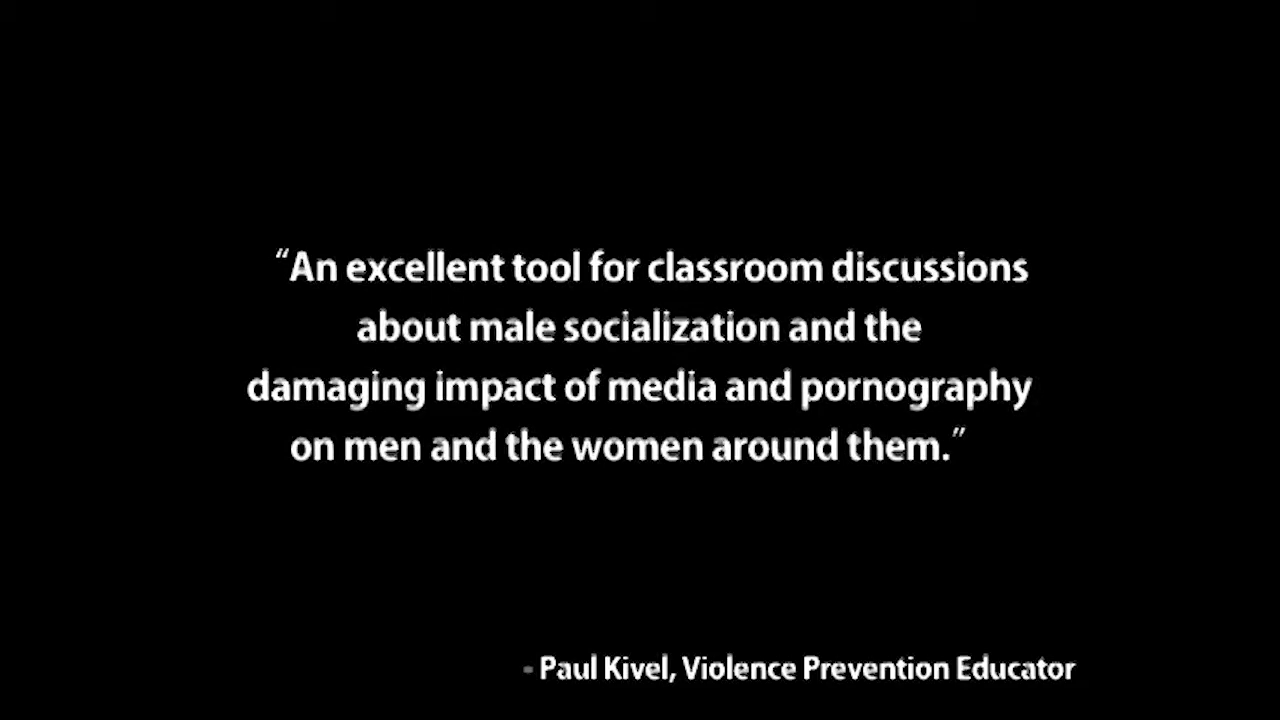 “An excellent tool for classroom discussions
about male socialization and the
damaging impact of media and pornography
on men and the women around them.”
- Paul Kivel, Violence Prevention Educator